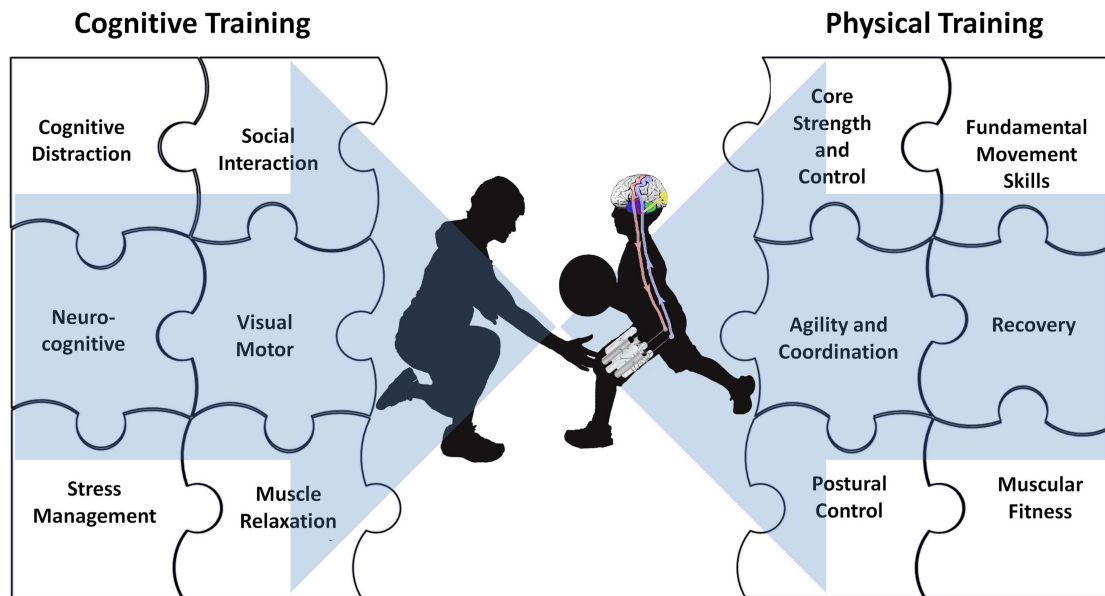 Cognitive Training
Physical Training
Cognitive
Distraction
Social
Interaction
Core
Strength
and
Control
Fundamental
Movement
Skills
Neuro-
cognitive
Visual
Motor
Agility and
Coordination
Recovery
Stress
Management
Muscle
Relaxation
Postural
Control
Muscular
Fitness